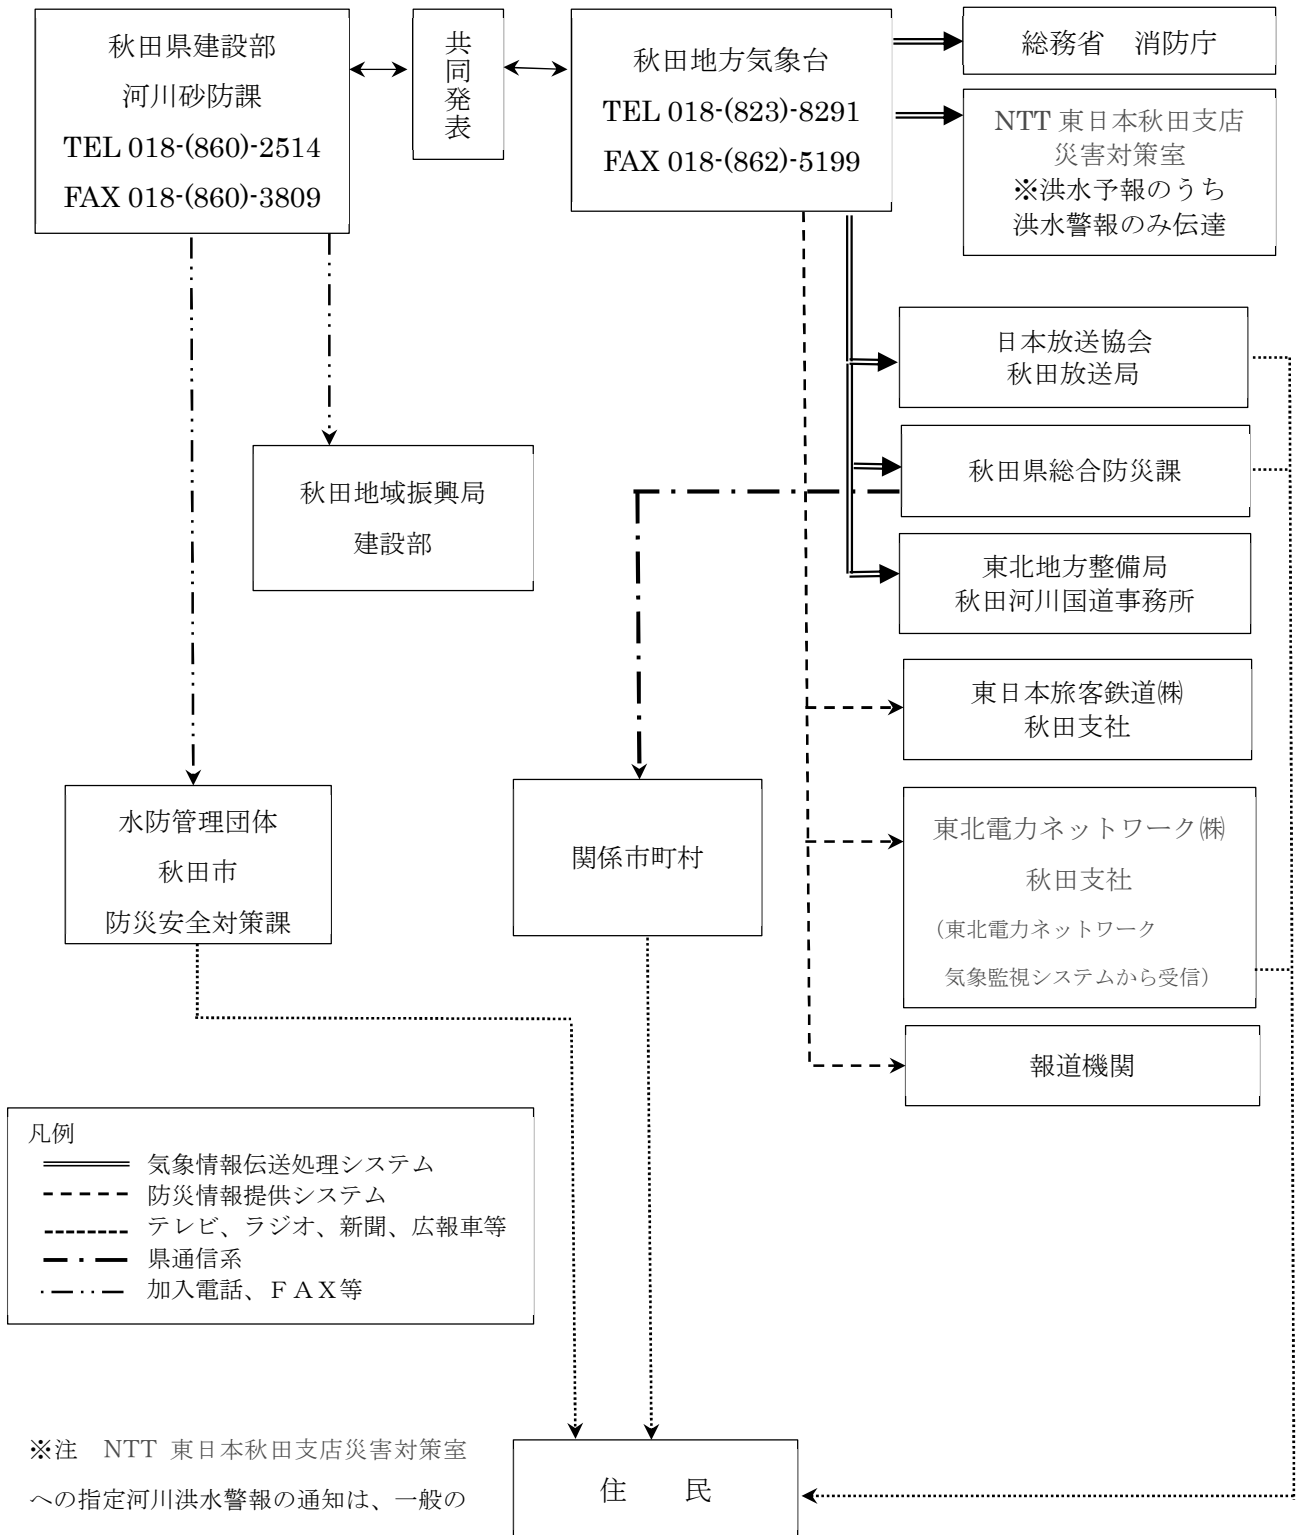 秋田県建設部
河川砂防課
TEL 018-(860)-2514
FAX 018-(860)-3809
共同発表
秋田地方気象台
TEL 018-(823)-8291
FAX 018-(862)-5199
総務省　消防庁
NTT 東日本秋田支店
災害対策室
※洪水予報のうち
洪水警報のみ伝達
日本放送協会
秋田放送局
秋田県総合防災課
東北地方整備局
秋田河川国道事務所
秋田地域振興局
建設部
東日本旅客鉄道㈱
秋田支社
水防管理団体
秋田市
防災安全対策課
関係市町村
東北電力ネットワーク㈱
秋田支社
(東北電力ネットワーク
気象監視システムから受信)
報道機関
凡例
気象情報伝送処理システム
防災情報提供システム
テレビ、ラジオ、新聞、広報車等
県通信系
加入電話、ＦＡＸ等
※注　NTT 東日本秋田支店災害対策室
への指定河川洪水警報の通知は、一般の
住　民